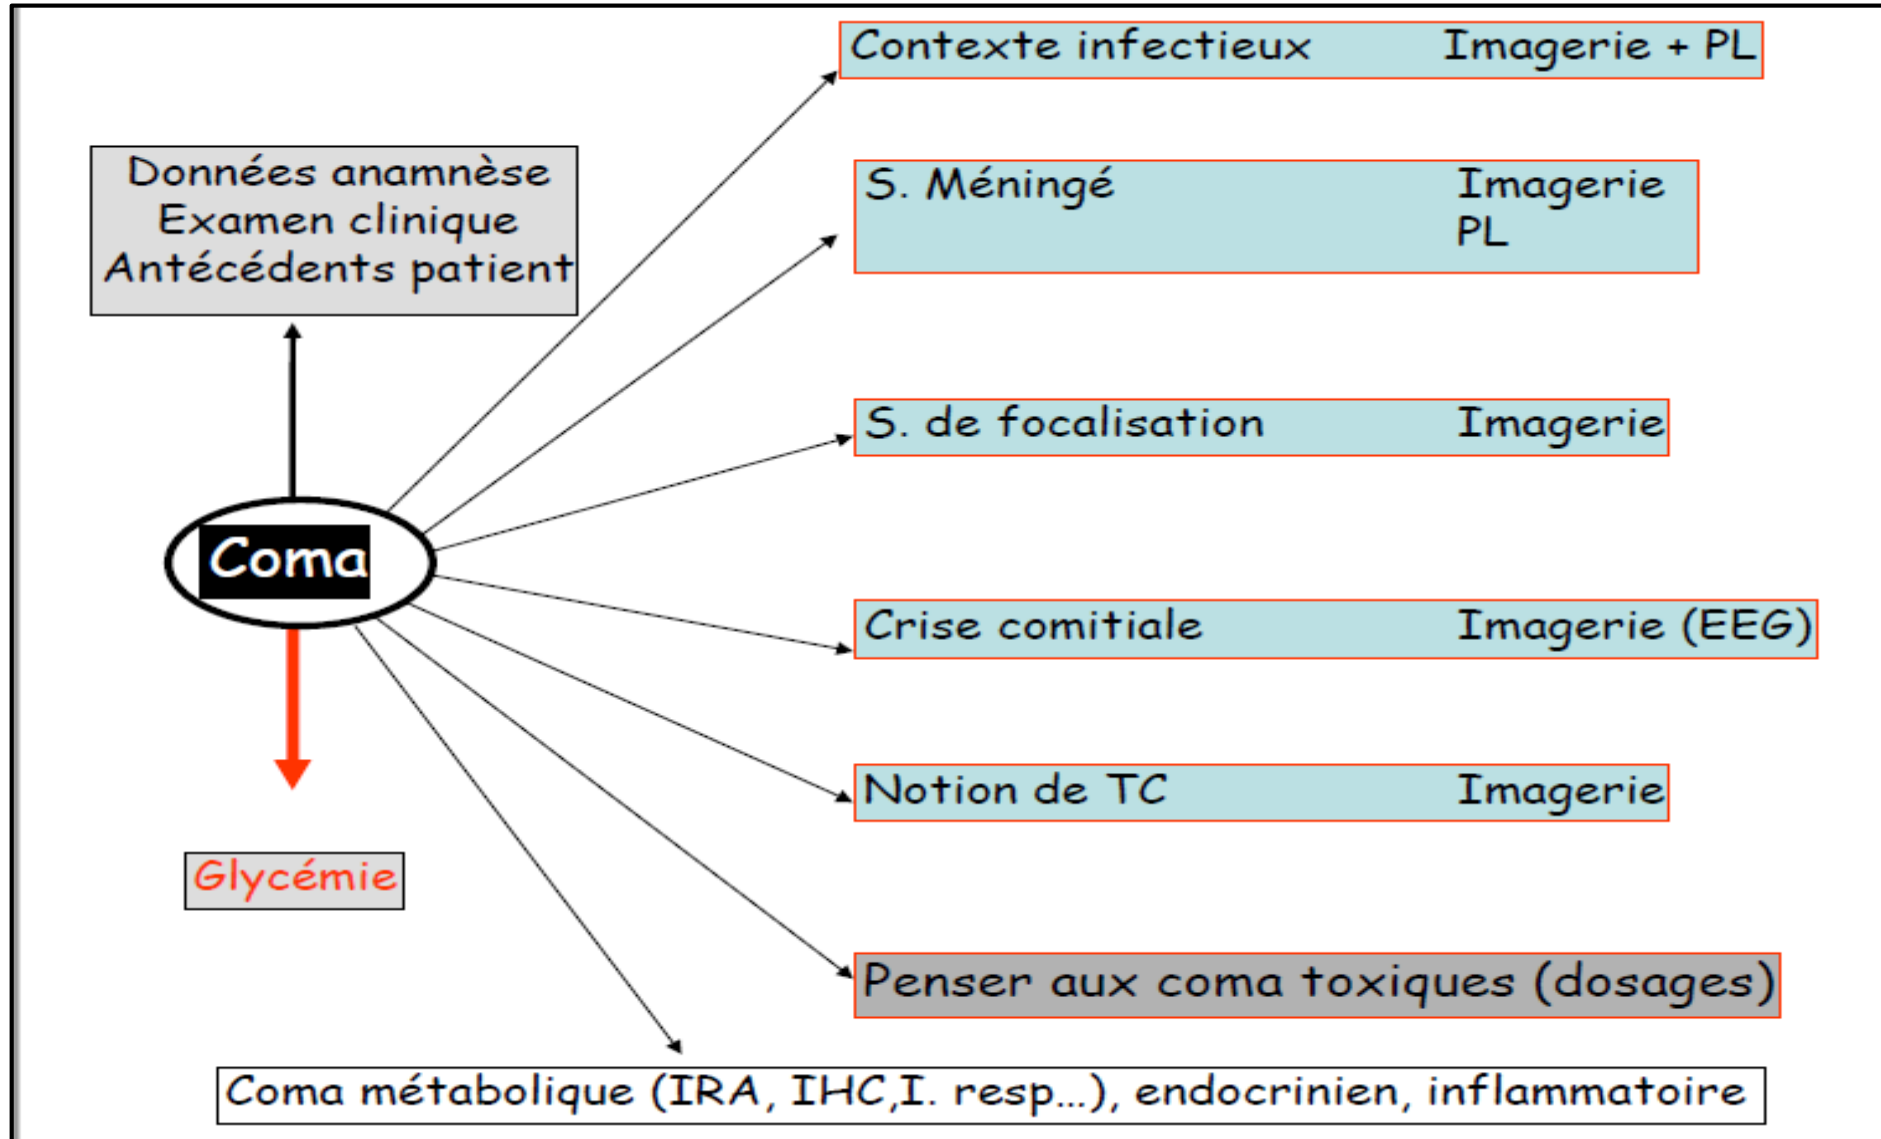 Contexte infectieux Imagerie + PL
Données anamnèse
Examen clinique
Antécédents patient
S. Méningé Imagerie
PL
S. de focalisation Imagerie
Coma
Crise comitiale Imagerie (EEG)
Notion de TC Imagerie
Glycémie
Penser aux coma toxiques (dosages)
Coma métabolique (IRA, IHC,I. resp…), endocrinien, inflammatoire